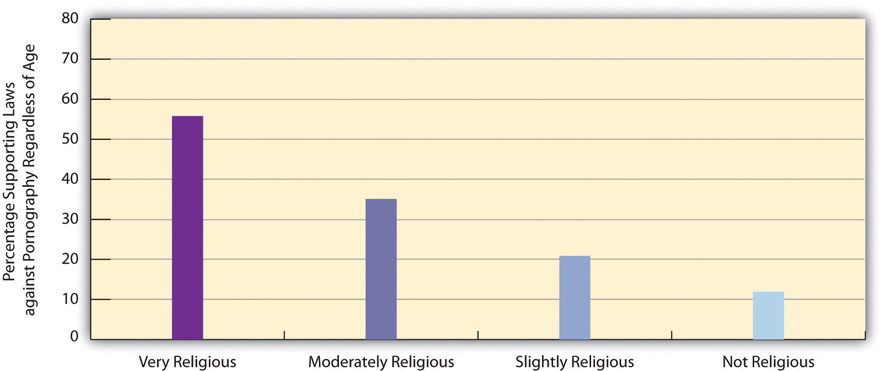 Percentage Supporting Laws
against Pornography Regardless of Age
80
70
60
50
40
30
20
10
0
Very Religious
Moderately Religious
Slightly Religious
Not Religious